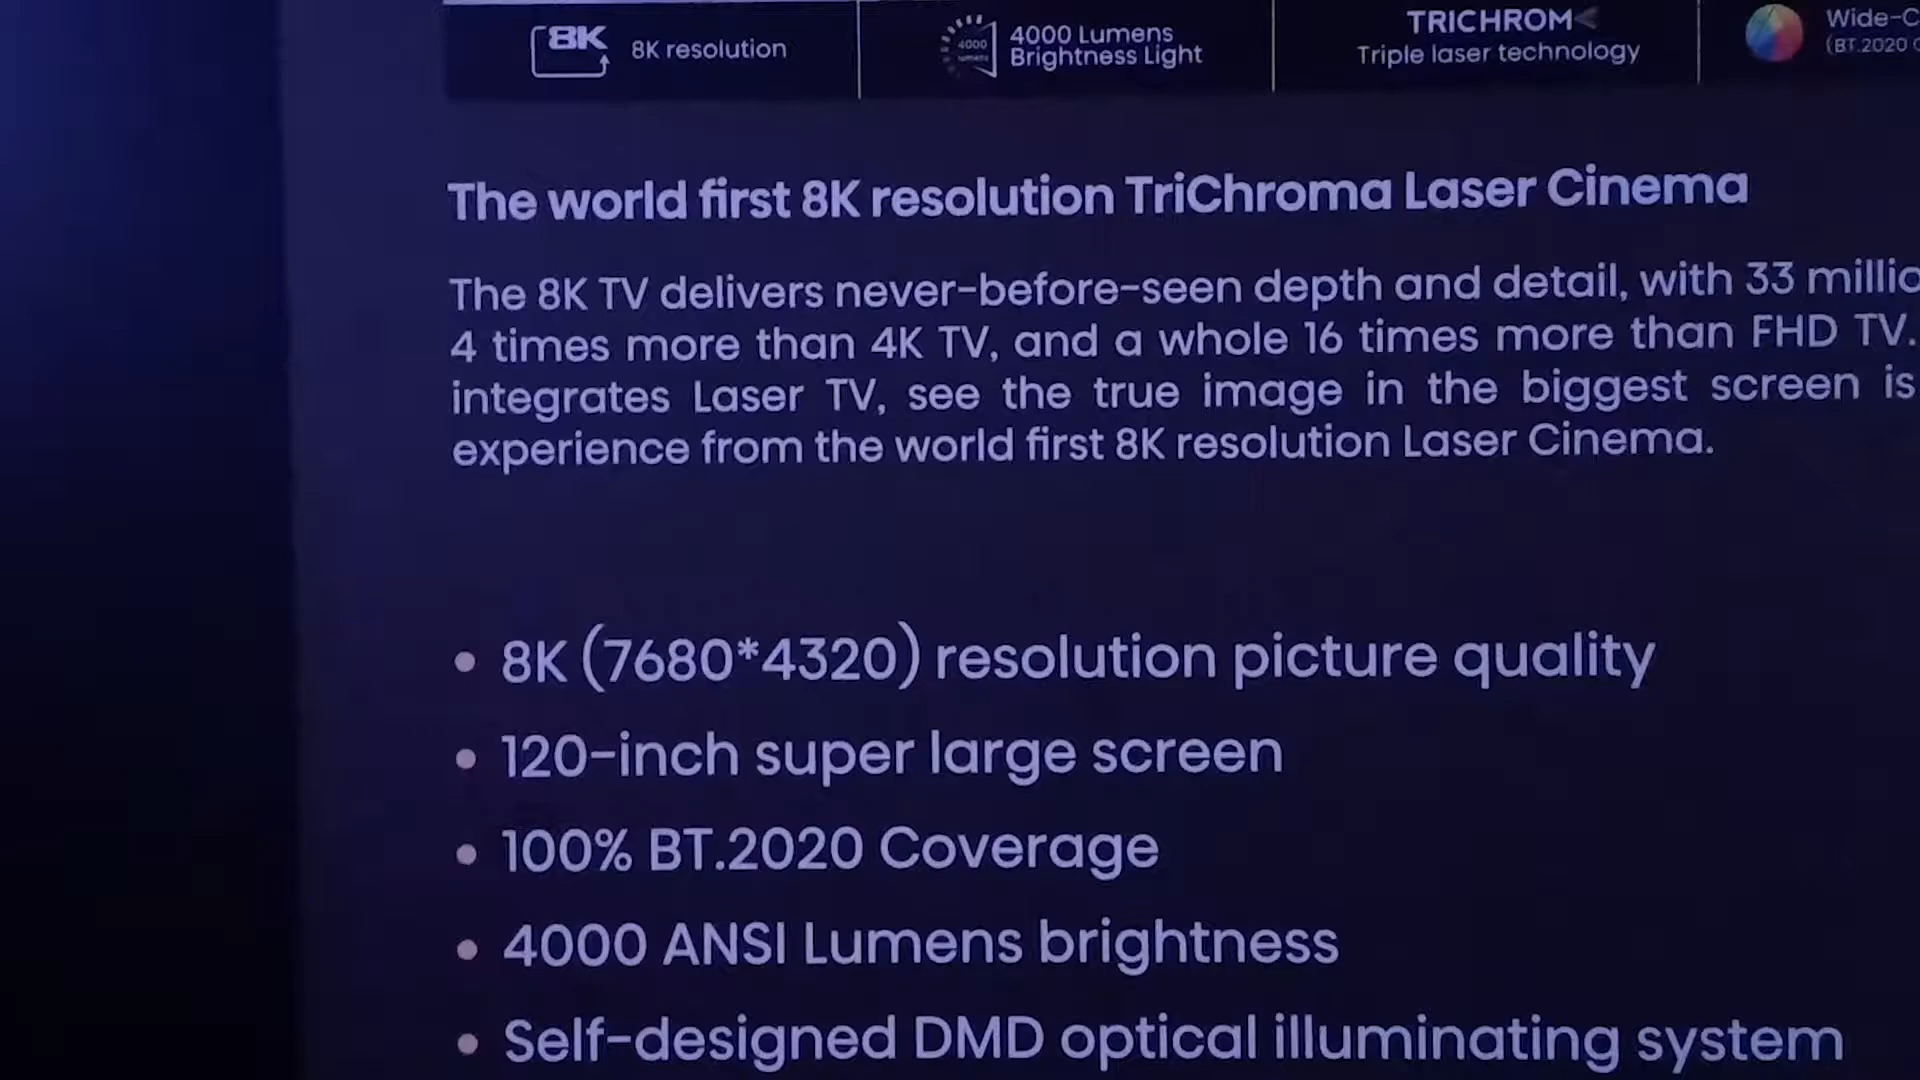 8K 8K resolution
4000 lumens 4000 Lumens
Brightness Light
TRICHROM
Triple laser technology
(BT.2020
The world first 8K resolution TriChroma Laser Cinema
The 8K TV delivers never-before-seen depth and detail, with 33
4 times more than 4K TV, and a whole 16 times more than FHD TV.
integrates Laser TV, see the true image in the biggest screen is
experience from the world first 8K resolution Laser Cinema.
• 8K (7680*4320) resolution picture quality
• 120-inch super large screen
• 100% BT.2020 Coverage
• 4000 ANSI Lumens brightness
• Self-designed DMD optical illuminating system